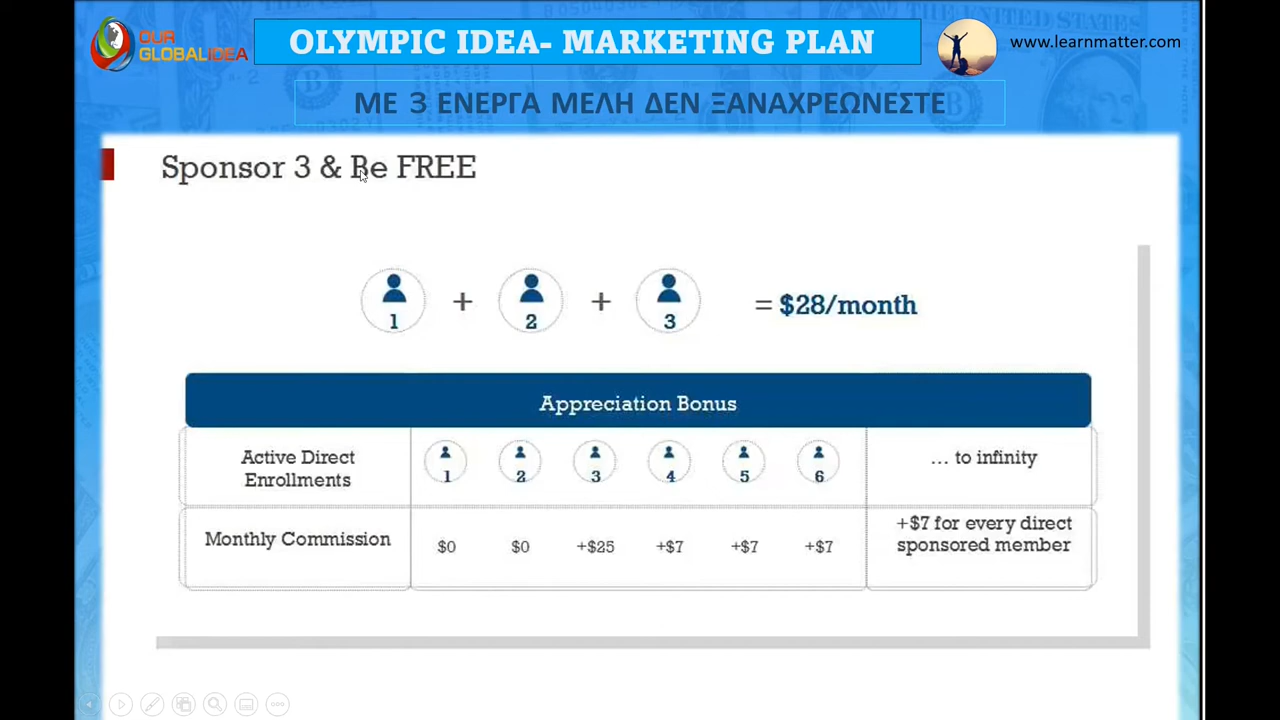 OUR
GLOBALIDEA
OLYMPIC IDEA- MARKETING PLAN
www.learnmatter.com
ΜΕ 3 ΕΝΕΡΓΑ ΜΕΛΗ ΔΕΝ ΞΑΝΑΧΡΕΩΝΕΣΤΕ
Sponsor 3 & Be FREE
1 + 2 + 3 = $28/month
Appreciation Bonus
Active Direct
Enrollments
1 2 3 4 5 6
... to infinity
Monthly Commission
$0 $0 +$25 +$7 +$7 +$7
+$7 for every direct
sponsored member